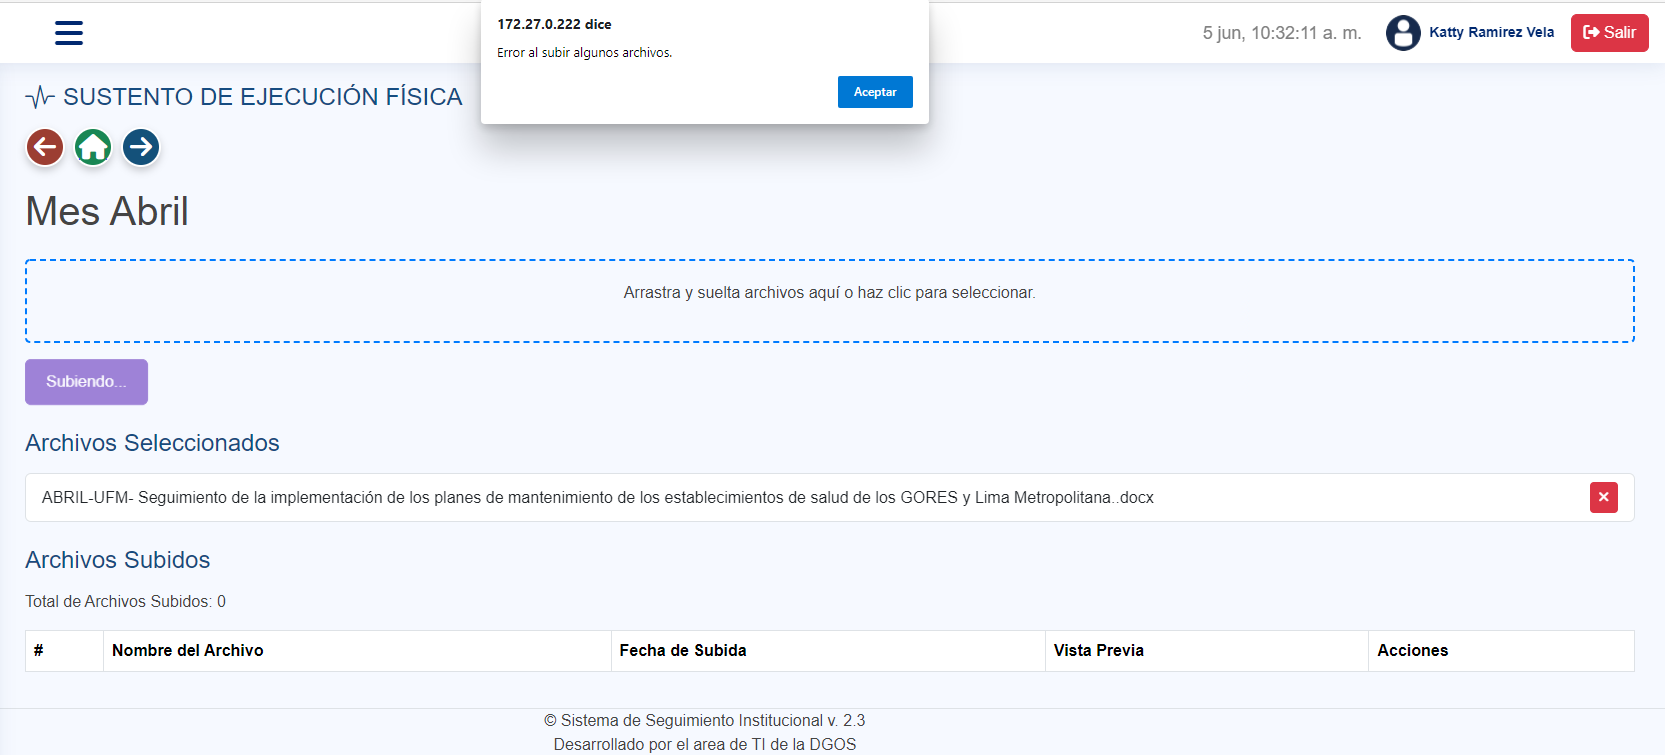 172.27.0.222 dice
Error al subir algunos archivos.
Aceptar
5 jun, 10:32:11 a. m.
Katty Ramirez Vela
Salir
SUSTENTO DE EJECUCIÓN FÍSICA
Mes Abril
Arrastra y suelta archivos aquí o haz clic para seleccionar.
Subiendo...
Archivos Seleccionados
ABRIL-UFM- Seguimiento de la implementación de los planes de mantenimiento de los establecimientos de salud de los GORES y Lima Metropolitana..docx
Archivos Subidos
Total de Archivos Subidos: 0
# Nombre del Archivo Fecha de Subida Vista Previa Acciones
© Sistema de Seguimiento Institucional v. 2.3
Desarrollado por el area de TI de la DGOS